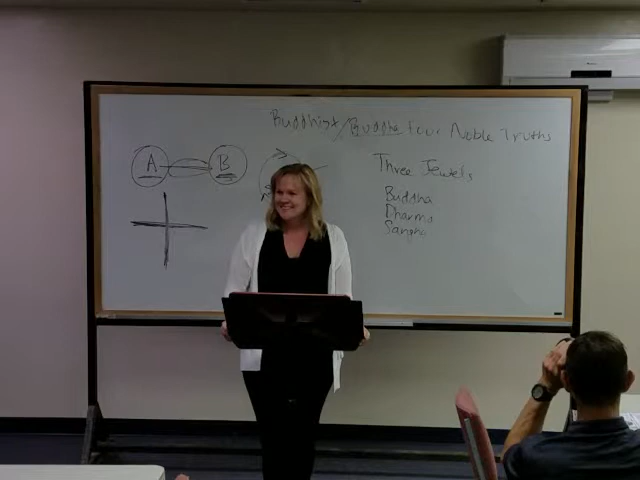 Buddhist/Buddha Four Noble Truths
A B
Three Jewels
Buddha
Dharma
Sangha